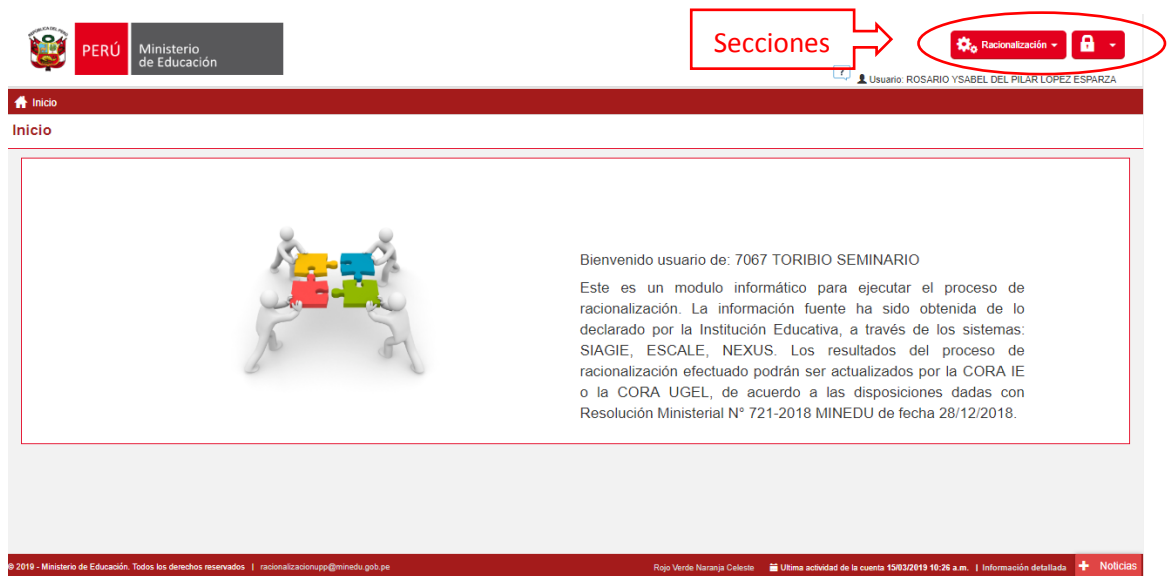 REPUBLICA DEL PERU
PERÚ
Ministerio
de Educación
Secciones
Racionalización
?
Usuario: ROSARIO YSABEL DEL PILAR LOPEZ ESPARZA
Inicio
Inicio
Bienvenido usuario de: 7067 TORIBIO SEMINARIO
Este es un modulo informático para ejecutar el proceso de
racionalización. La información fuente ha sido obtenida de lo
declarado por la Institución Educativa, a través de los sistemas:
SIAGIE, ESCALE, NEXUS. Los resultados del proceso de
racionalización efectuado podrán ser actualizados por la CORA IE
o la CORA UGEL, de acuerdo a las disposiciones dadas con
Resolución Ministerial N° 721-2018 MINEDU de fecha 28/12/2018.
© 2019 - Ministerio de Educación. Todos los derechos reservados | racionalizacionupp@minedu.gob.pe
Rojo Verde Naranja Celeste Ultima actividad de la cuenta 15/03/2019 10:26 a.m. | Información detallada + Noticias